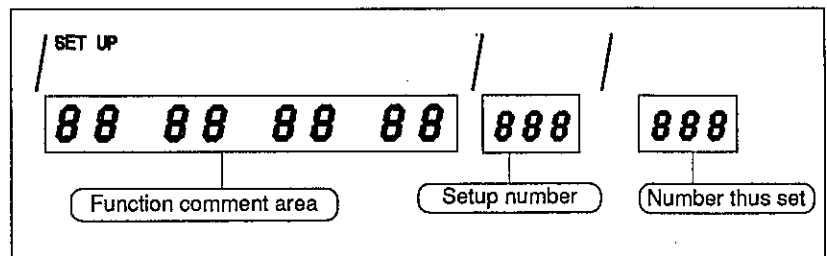 SET UP
88 88 88 88 888 888
Function comment area Setup number Number thus set